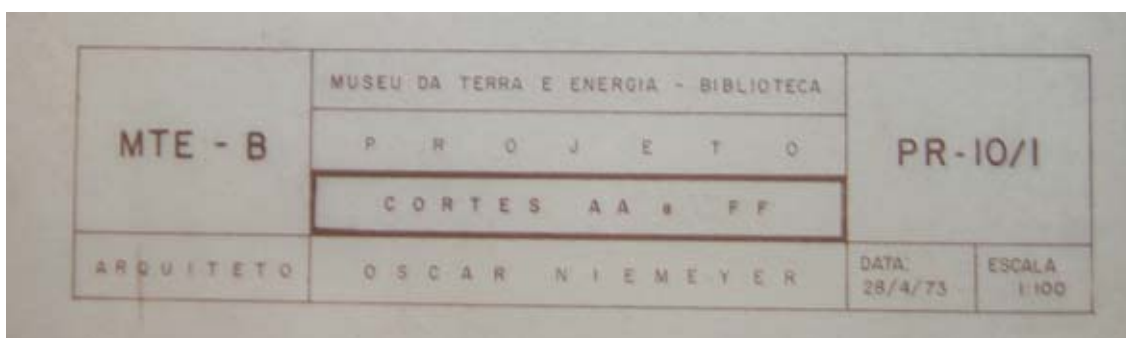 MTE - B
MUSEU DA TERRA E ENERGIA - BIBLIOTECA
PROJETO
CORTES AA e FF
PR-10/1
ARQUITETO
OSCAR NIEMEYER
DATA:
28/4/73
ESCALA
1:100